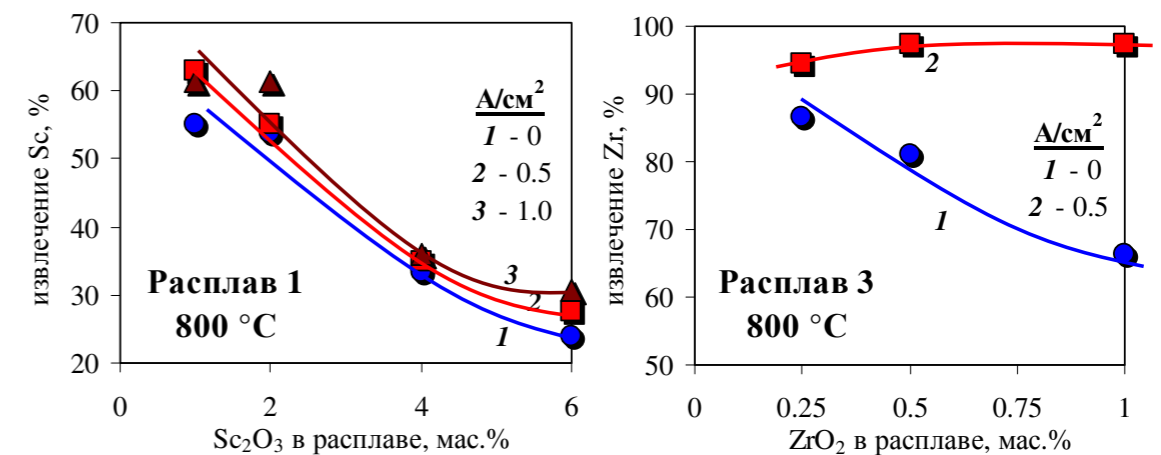 70
60
50
40
30
20
извлечение Sc, %
А/см²
1 - 0
2 - 0.5
3 - 1.0
Расплав 1
800 °C
3
2
1
0 2 4 6
Sc₂O₃ в расплаве, мас.%
100
90
80
70
60
50
извлечение Zr, %
2
А/см²
1 - 0
2 - 0.5
1
Расплав 3
800 °C
0 0.25 0.5 0.75 1
ZrO₂ в расплаве, мас.%